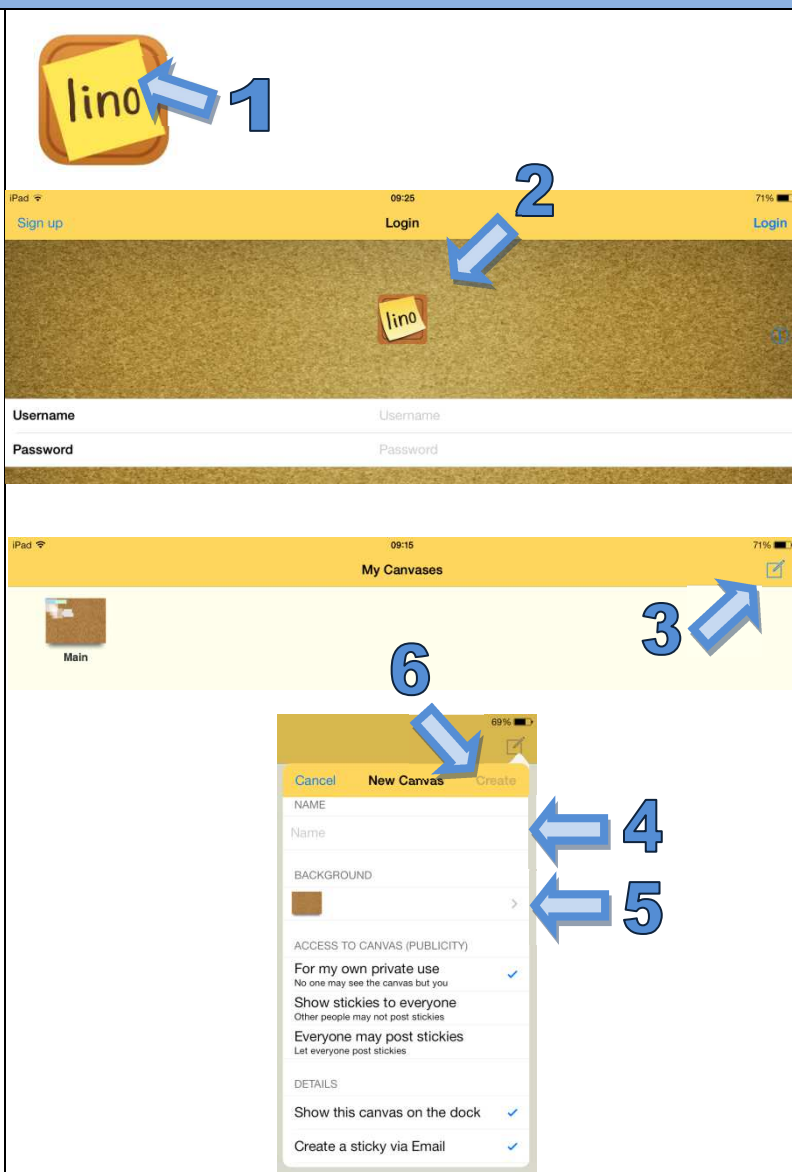 lino
1
2
iPad
09:25
71%
Sign up
Login
Login
lino
Username
Username
Password
Password
iPad
09:15
71%
My Canvases
3
Main
6
69%
Cancel
New Canvas
Create
NAME
Name
4
BACKGROUND
5
ACCESS TO CANVAS (PUBLICITY)
For my own private use
No one may see the canvas but you
Show stickies to everyone
Other people may not post stickies
Everyone may post stickies
Let everyone post stickies
DETAILS
Show this canvas on the dock
Create a sticky via Email